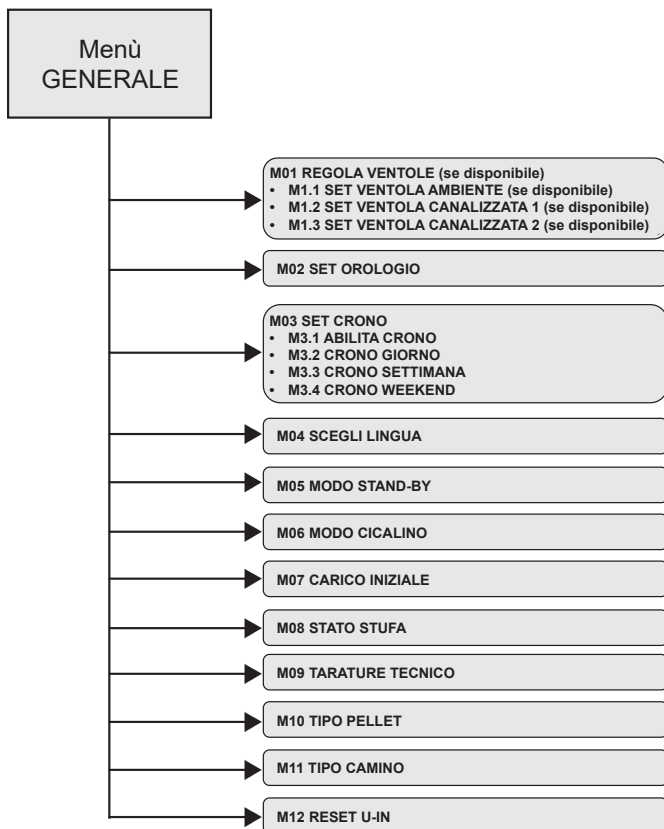 Menù
GENERALE
M01 REGOLA VENTOLE (se disponibile)
• M1.1 SET VENTOLA AMBIENTE (se disponibile)
• M1.2 SET VENTOLA CANALIZZATA 1 (se disponibile)
• M1.3 SET VENTOLA CANALIZZATA 2 (se disponibile)
M02 SET OROLOGIO
M03 SET CRONO
• M3.1 ABILITA CRONO
• M3.2 CRONO GIORNO
• M3.3 CRONO SETTIMANA
• M3.4 CRONO WEEKEND
M04 SCEGLI LINGUA
M05 MODO STAND-BY
M06 MODO CICALINO
M07 CARICO INIZIALE
M08 STATO STUFA
M09 TARATURE TECNICO
M10 TIPO PELLET
M11 TIPO CAMINO
M12 RESET U-IN